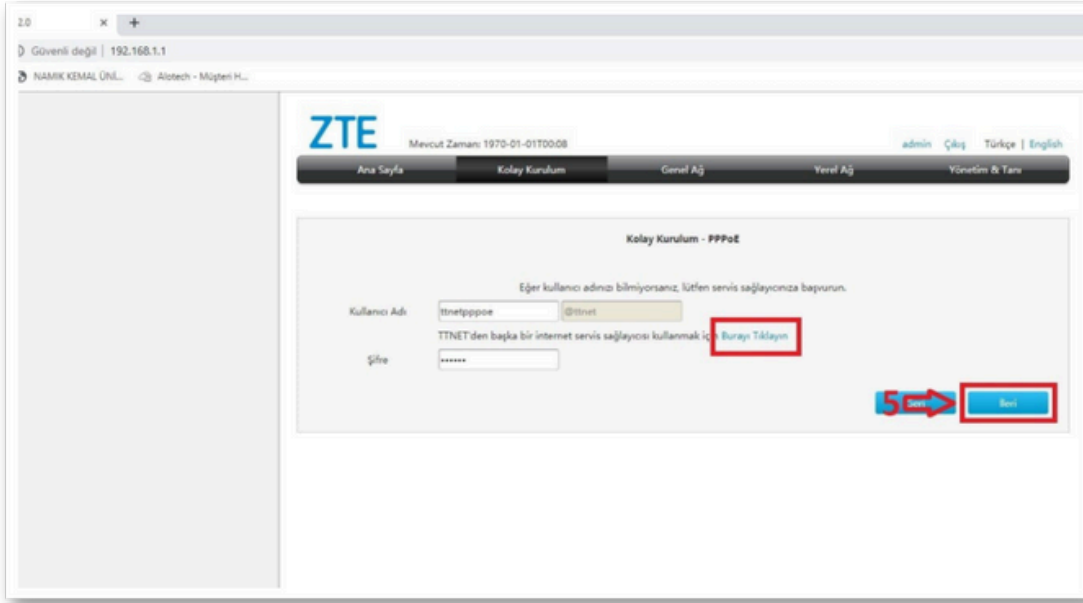 2.0
Güvenli değil | 192.168.1.1
NAMIK KEMAL ÜNİ... Alotech - Müşteri H...
ZTE
Mevcut Zaman: 1970-01-01T00:08
admin Çıkış Türkçe | English
Ana Sayfa Kolay Kurulum Genel Ağ Yerel Ağ Yönetim & Tanı
Kolay Kurulum - PPPoE
Eğer kullanıcı adınızı bilmiyorsanız, lütfen servis sağlayıcınıza başvurun.
Kullanıcı Adı ttnetpppoe @ttnet
TTNET'den başka bir internet servis sağlayıcısı kullanmak için Burayı Tıklayın
Şifre ••••••
5 İleri